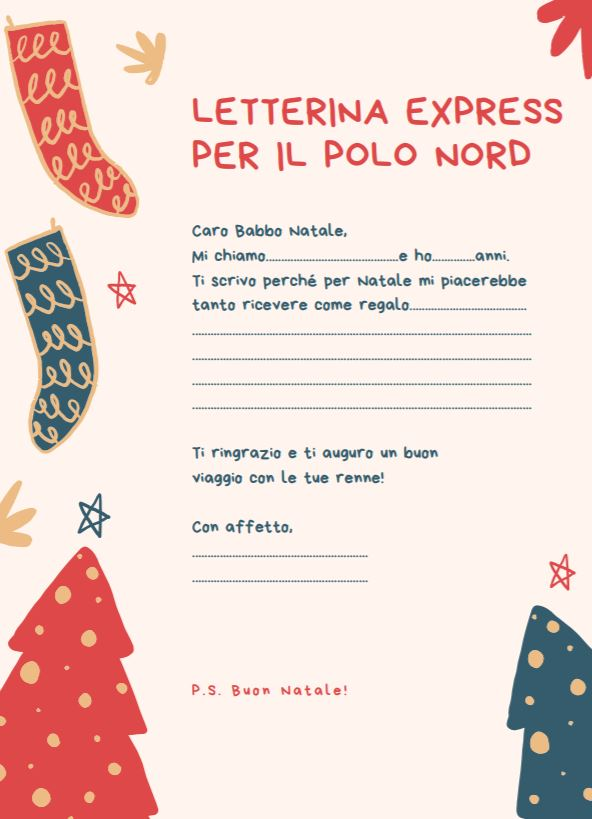 LETTERINA EXPRESS
PER IL POLO NORD
Caro Babbo Natale,
Mi chiamo...........................................e ho..............anni.
Ti scrivo perché per Natale mi piacerebbe
tanto ricevere come regalo......................................
..............................................................................................................
..............................................................................................................
..............................................................................................................
..............................................................................................................
Ti ringrazio e ti auguro un buon
viaggio con le tue renne!
Con affetto,
.........................................................
.........................................................
P.S. Buon Natale!